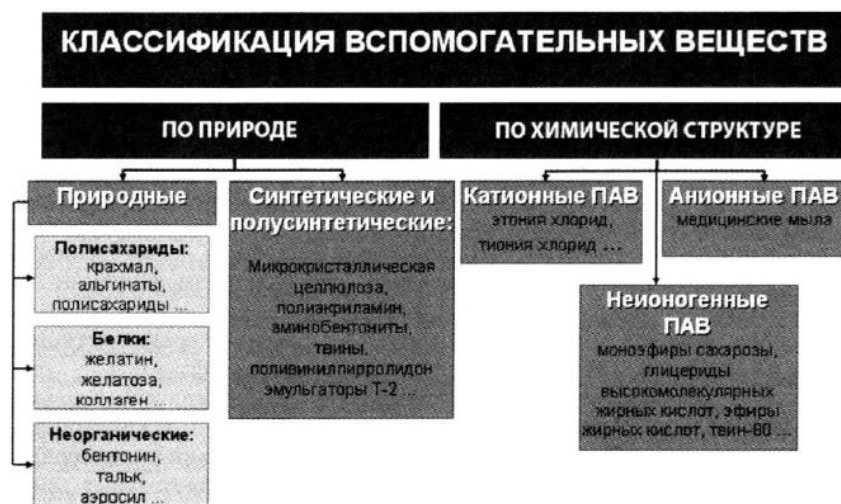 КЛАССИФИКАЦИЯ ВСПОМОГАТЕЛЬНЫХ ВЕЩЕСТВ
ПО ПРИРОДЕ
ПО ХИМИЧЕСКОЙ СТРУКТУРЕ
Природные
Полисахариды:
крахмал,
альгинаты,
полисахариды ...
Белки:
желатин,
желатоза,
коллаген ...
Неорганические:
бентонин,
тальк,
аэросил ...
Синтетические и
полусинтетические:
Микрокристаллическая
целлюлоза,
полиакриламин,
аминобентониты,
твины,
поливинилпирролидон
эмульгаторы Т-2 ...
Катионные ПАВ
этония хлорид,
тиония хлорид ...
Анионные ПАВ
медицинские мыла
Неионогенные
ПАВ
моноэфиры сахарозы,
глицериды
высокомолекулярных
жирных кислот, эфиры
жирных кислот, твин-80 ...